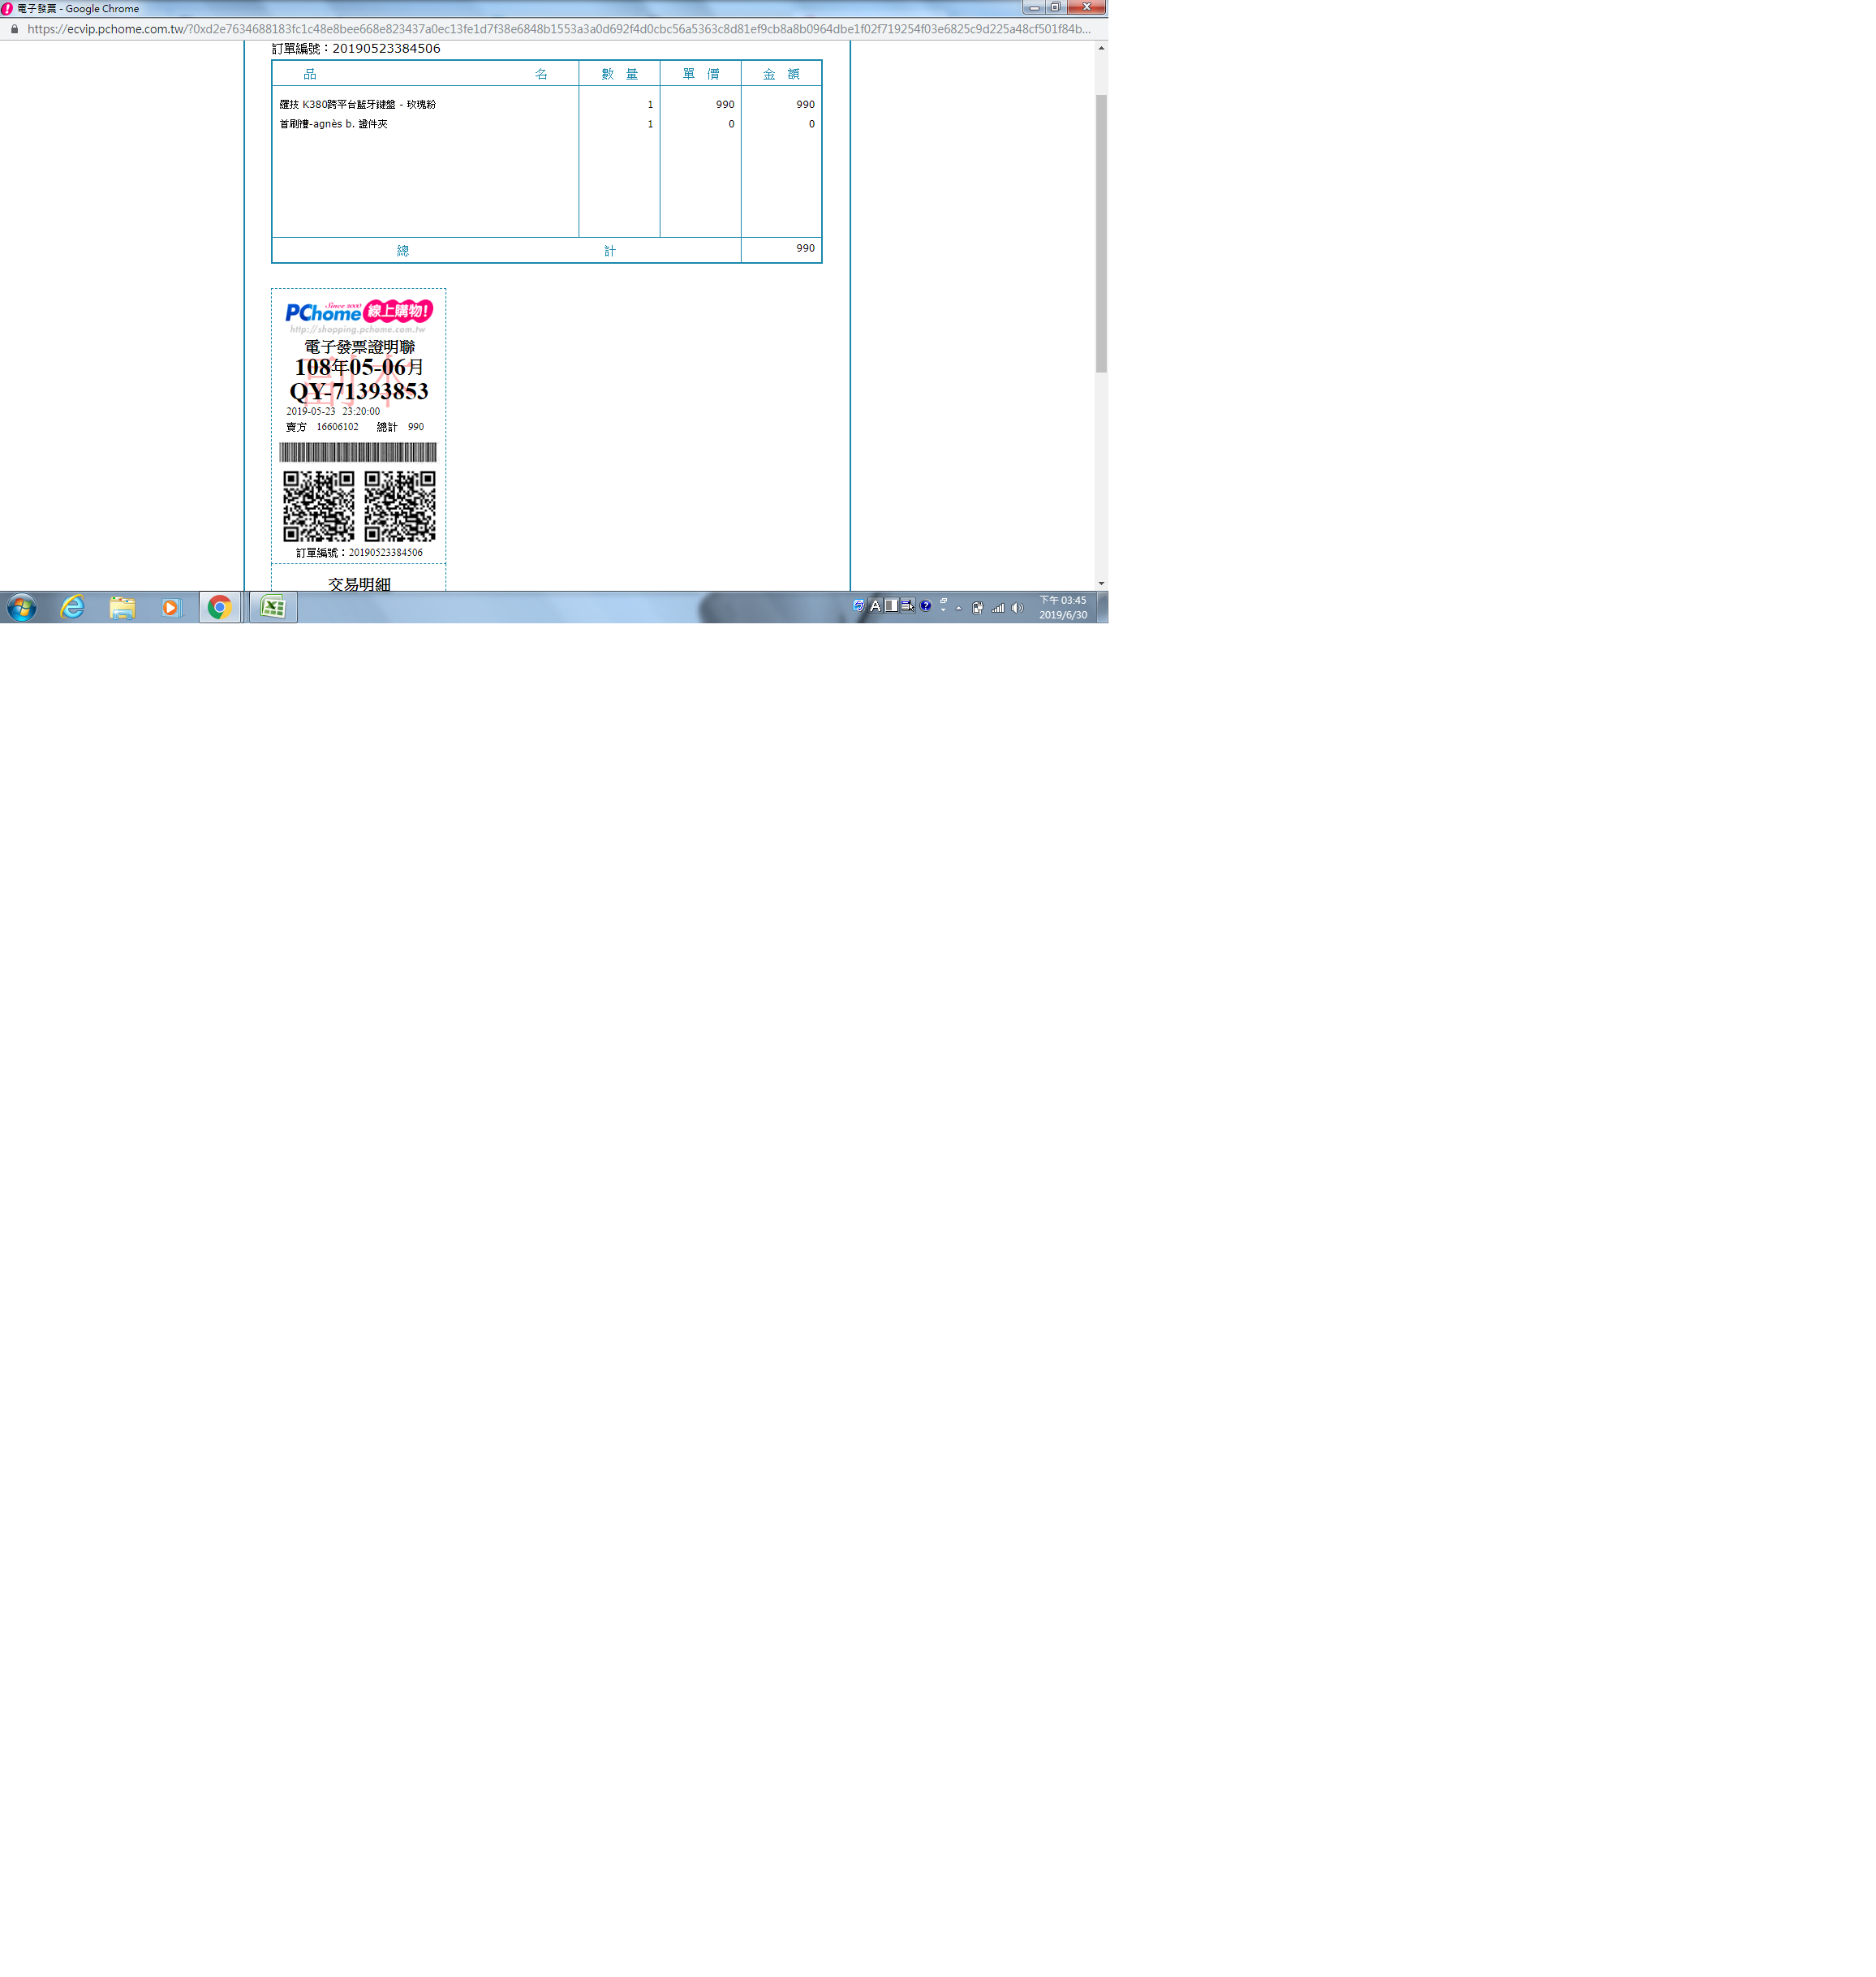 電子發票 - Google Chrome
https://ecvip.pchome.com.tw/?0xd2e7634688183fc1c48e8bee668e823437a0ec13fe1d7f38e6848b1553a3a0d692f4d0cbc56a5363c8d81ef9cb8a8b0964dbe1f02f719254f03e6825c9d225a48cf501f84b...
訂單編號：20190523384506
品 名 數 量 單 價 金 額
羅技 K380跨平台藍牙鍵盤 - 玫瑰粉 1 990 990
首刷禮-agnès b. 證件夾 1 0 0
總 計 990
Since 2000
PChome 線上購物!
http://shopping.pchome.com.tw
電子發票證明聯
副本
108年05-06月
QY-71393853
2019-05-23 23:20:00
賣方 16606102 總計 990
訂單編號：20190523384506
交易明細
A
下午 03:45
2019/6/30